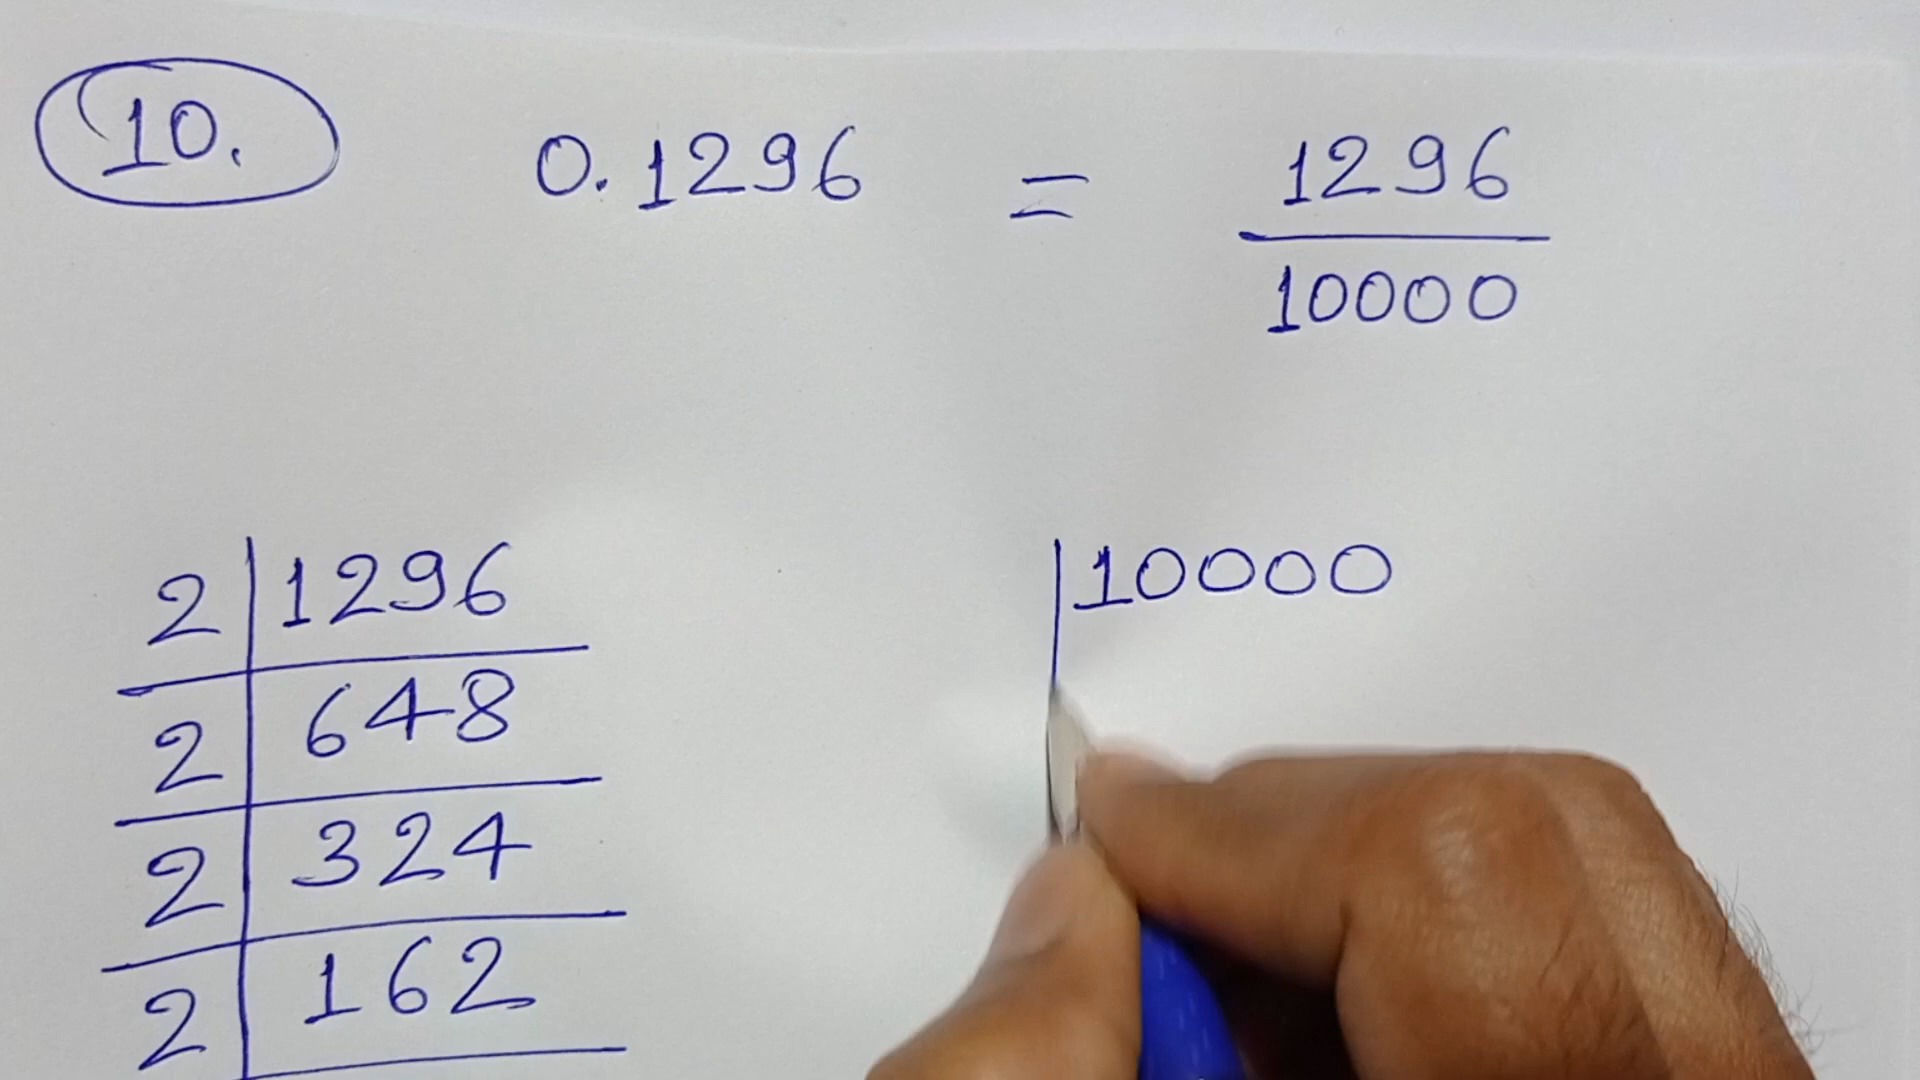 10. 0.1296 = 1296
10000
2 | 1296
2 | 648
2 | 324
2 | 162
| 10000